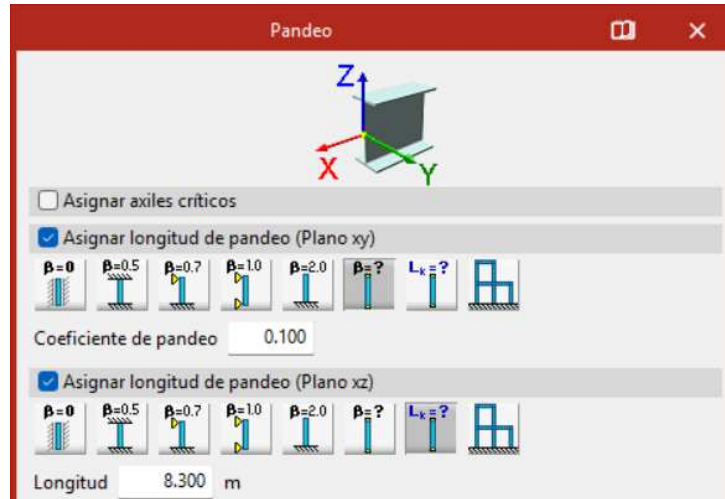 Pandeo
Z
X
Y
Asignar axiles críticos
Asignar longitud de pandeo (Plano xy)
β=0 β=0.5 β=0.7 β=1.0 β=2.0 β=? Lₖ=?
Coeficiente de pandeo 0.100
Asignar longitud de pandeo (Plano xz)
β=0 β=0.5 β=0.7 β=1.0 β=2.0 β=? Lₖ=?
Longitud 8.300 m